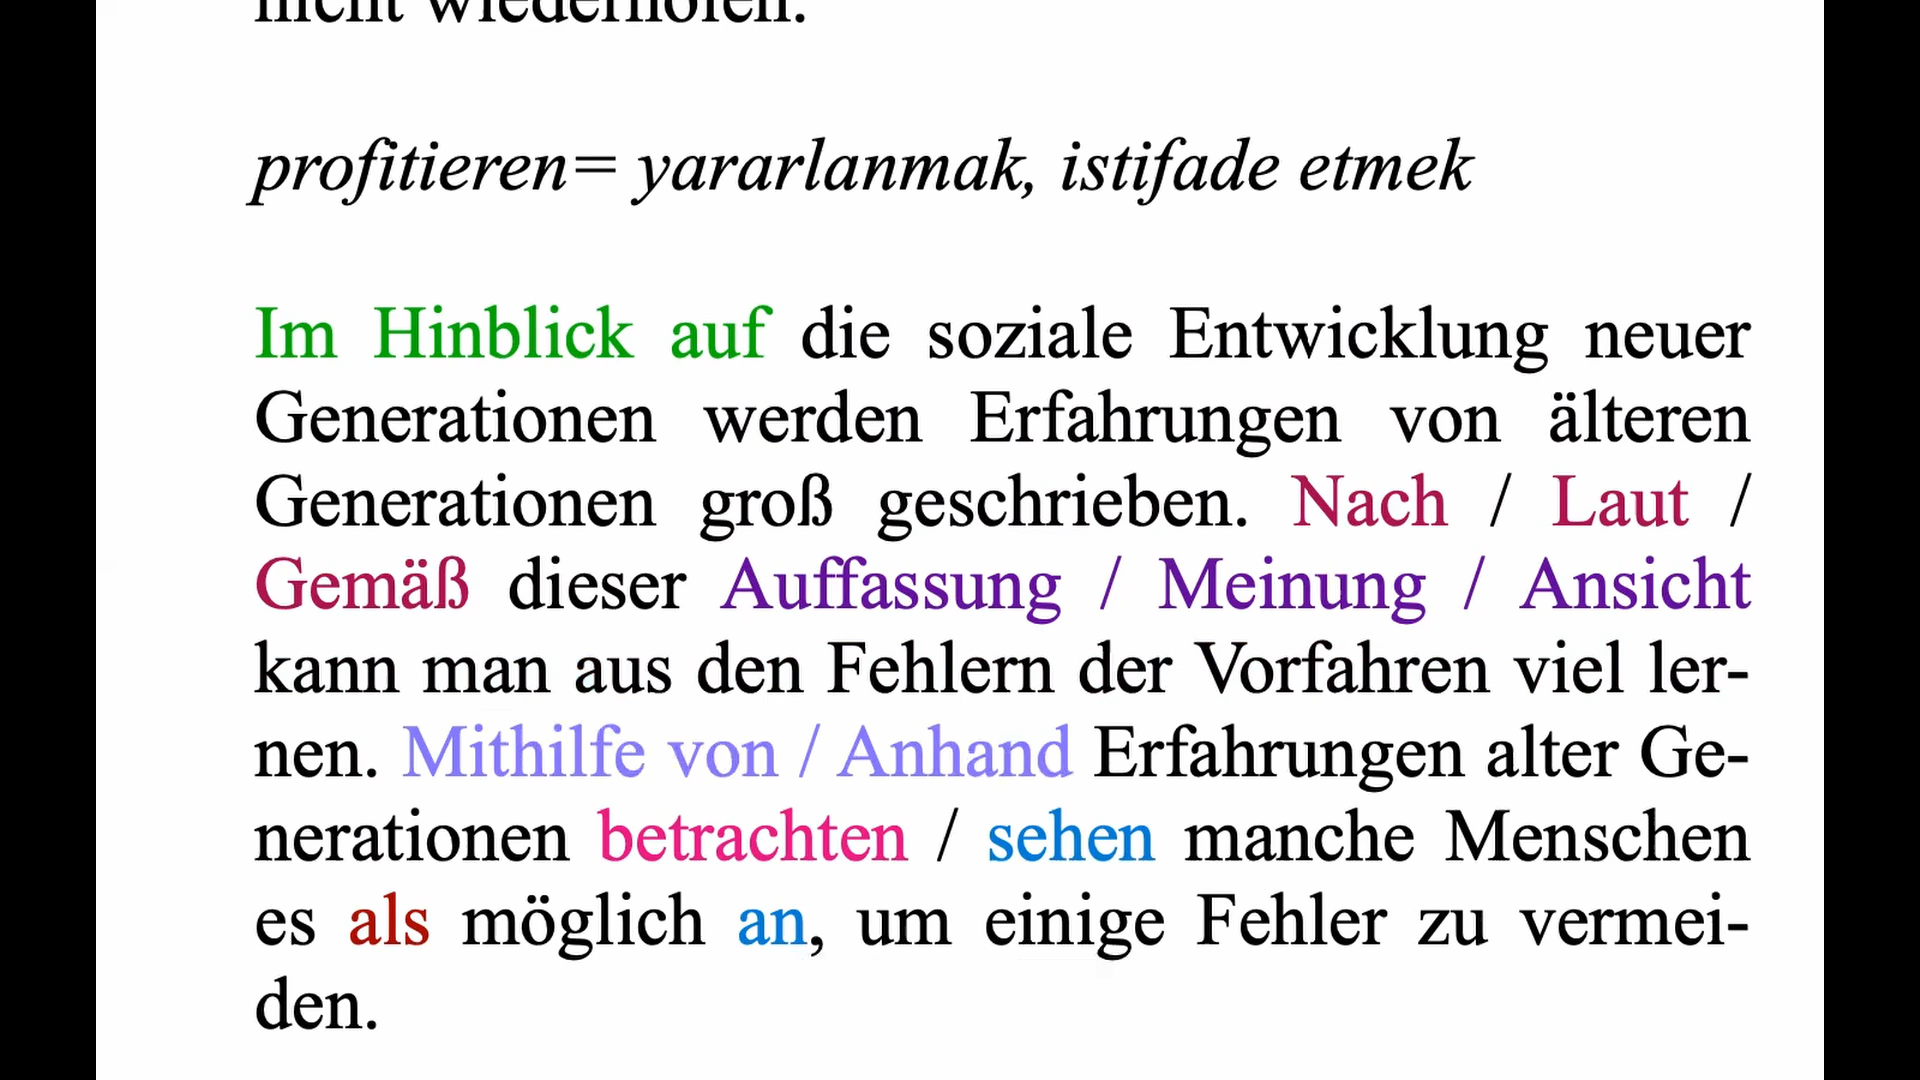 nicht wiederholen.
profitieren= yararlanmak, istifade etmek
Im Hinblick auf die soziale Entwicklung neuer
Generationen werden Erfahrungen von älteren
Generationen groß geschrieben. Nach / Laut /
Gemäß dieser Auffassung / Meinung / Ansicht
kann man aus den Fehlern der Vorfahren viel ler-
nen. Mithilfe von / Anhand Erfahrungen alter Ge-
nerationen betrachten / sehen manche Menschen
es als möglich an, um einige Fehler zu vermei-
den.